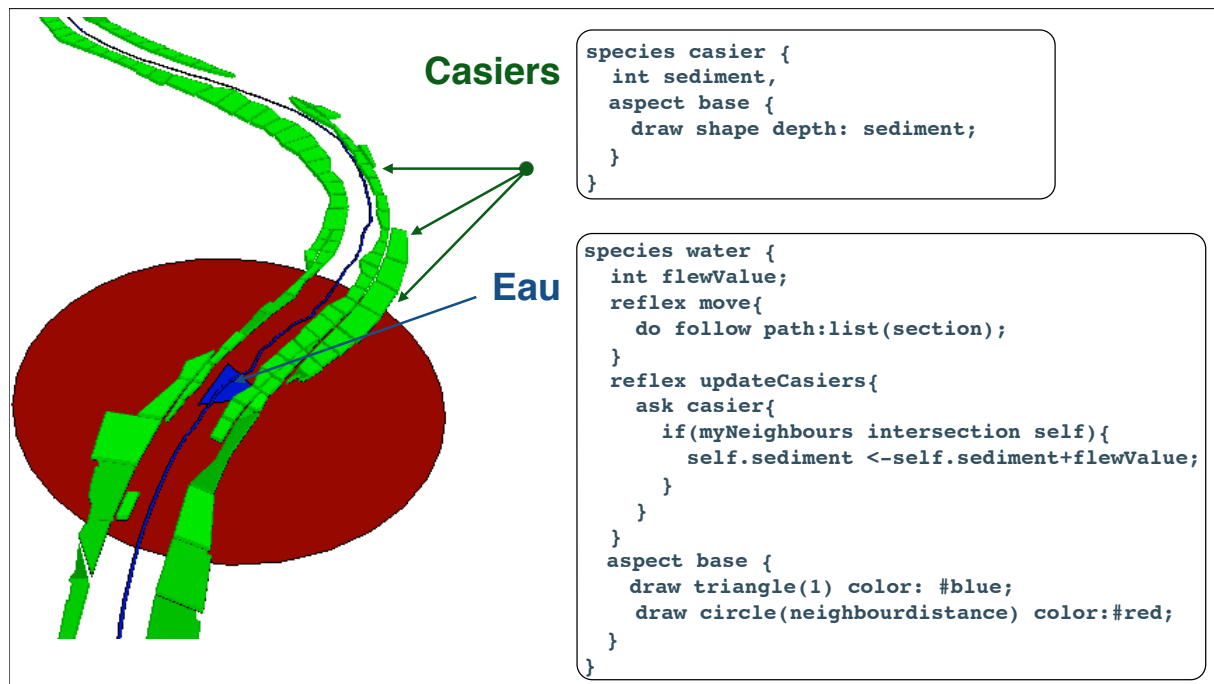 Casiers
Eau
species casier {
int sediment,
aspect base {
draw shape depth: sediment;
}
}
species water {
int flewValue;
reflex move{
do follow path:list(section);
}
reflex updateCasiers{
ask casier{
if(myNeighbours intersection self){
self.sediment <-self.sediment+flewValue;
}
}
}
aspect base {
draw triangle(1) color: #blue;
draw circle(neighbourdistance) color:#red;
}
}